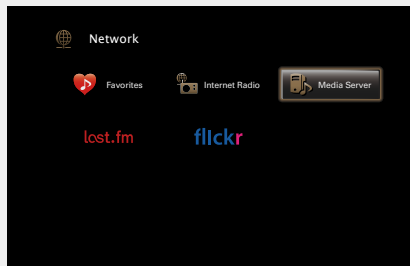 Network
Favorites
Internet Radio
Media Server
last.fm
flickr